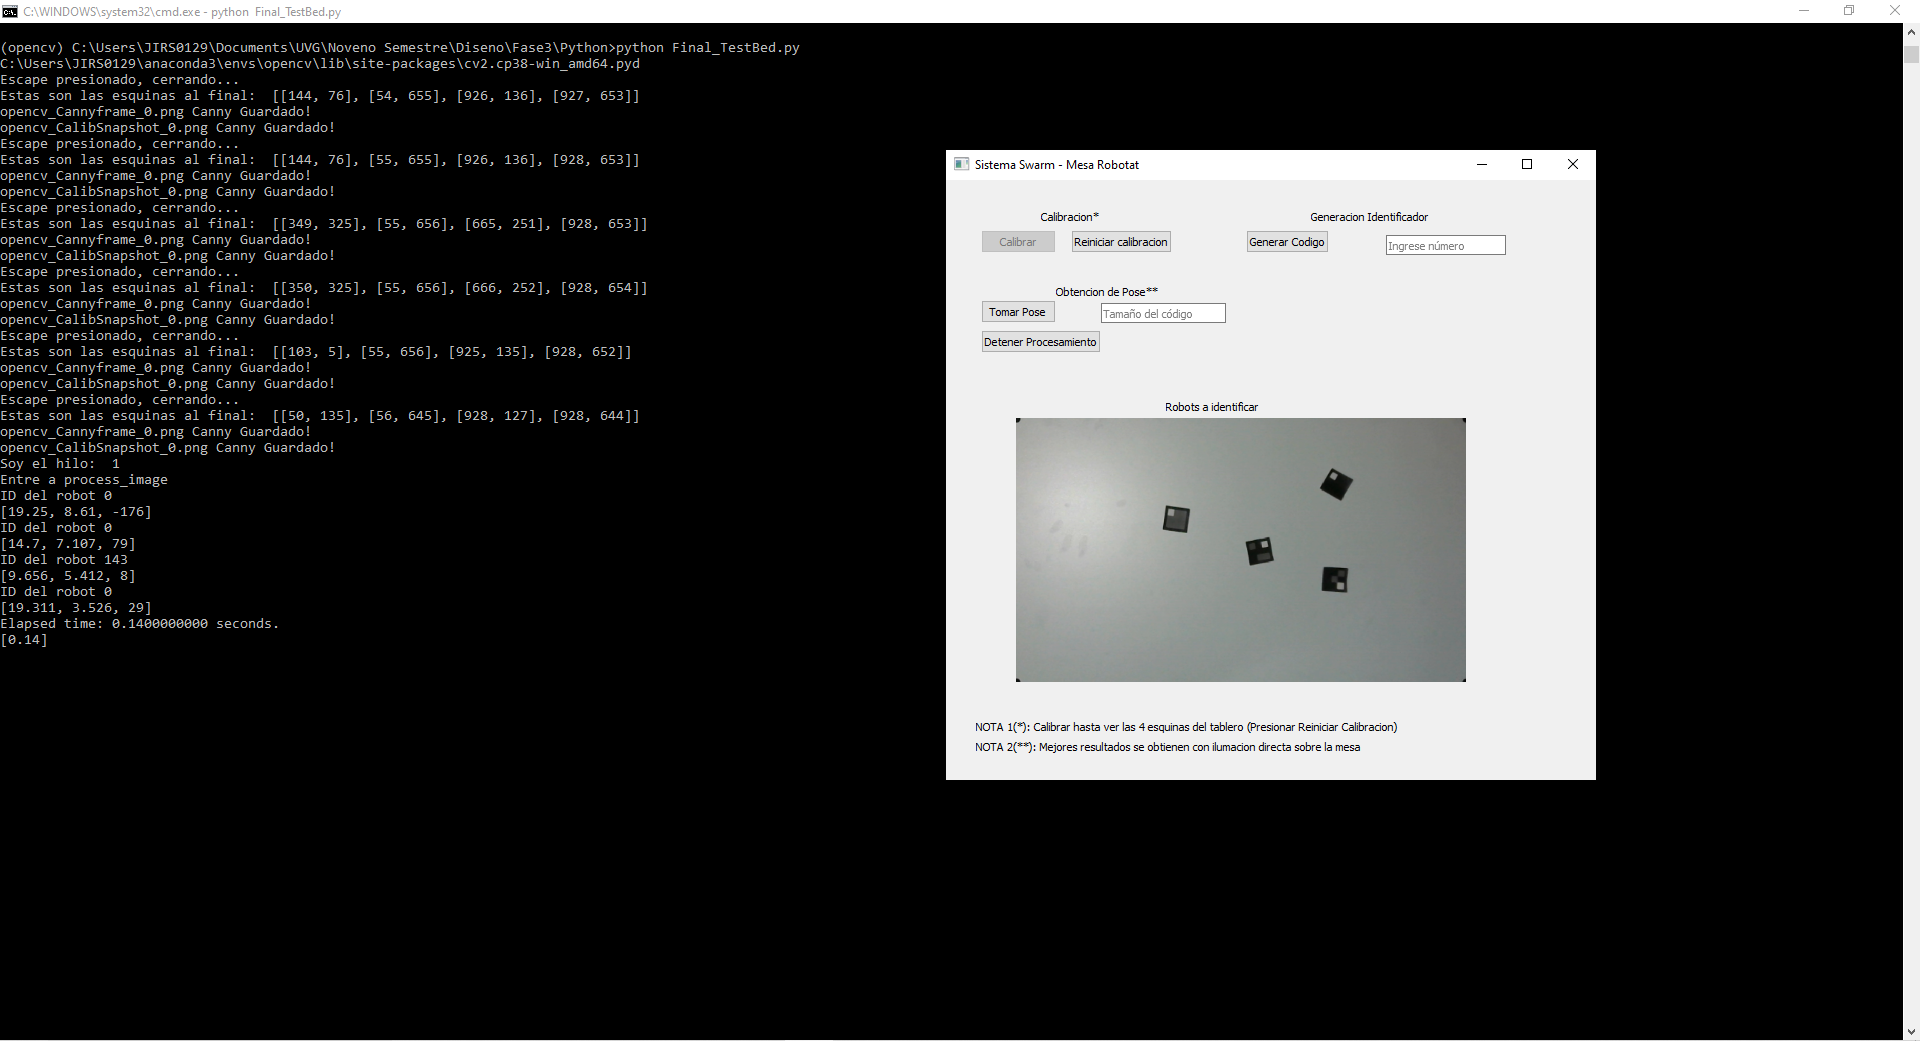 C:\WINDOWS\system32\cmd.exe - python  Final_TestBed.py
(opencv) C:\Users\JIRS0129\Documents\UVG\Noveno Semestre\Diseno\Fase3\Python>python Final_TestBed.py
C:\Users\JIRS0129\anaconda3\envs\opencv\lib\site-packages\cv2.cp38-win_amd64.pyd
Escape presionado, cerrando...
Estas son las esquinas al final:  [[144, 76], [54, 655], [926, 136], [927, 653]]
opencv_Cannyframe_0.png Canny Guardado!
opencv_CalibSnapshot_0.png Canny Guardado!
Escape presionado, cerrando...
Estas son las esquinas al final:  [[144, 76], [55, 655], [926, 136], [928, 653]]
opencv_Cannyframe_0.png Canny Guardado!
opencv_CalibSnapshot_0.png Canny Guardado!
Escape presionado, cerrando...
Estas son las esquinas al final:  [[349, 325], [55, 656], [665, 251], [928, 653]]
opencv_Cannyframe_0.png Canny Guardado!
opencv_CalibSnapshot_0.png Canny Guardado!
Escape presionado, cerrando...
Estas son las esquinas al final:  [[350, 325], [55, 656], [666, 252], [928, 654]]
opencv_Cannyframe_0.png Canny Guardado!
opencv_CalibSnapshot_0.png Canny Guardado!
Escape presionado, cerrando...
Estas son las esquinas al final:  [[103, 5], [55, 656], [925, 135], [928, 652]]
opencv_Cannyframe_0.png Canny Guardado!
opencv_CalibSnapshot_0.png Canny Guardado!
Escape presionado, cerrando...
Estas son las esquinas al final:  [[50, 135], [56, 645], [928, 127], [928, 644]]
opencv_Cannyframe_0.png Canny Guardado!
opencv_CalibSnapshot_0.png Canny Guardado!
Soy el hilo:  1
Entre a process_image
ID del robot 0
[19.25, 8.61, -176]
ID del robot 0
[14.7, 7.107, 79]
ID del robot 143
[9.656, 5.412, 8]
ID del robot 0
[19.311, 3.526, 29]
Elapsed time: 0.1400000000 seconds.
[0.14]
Sistema Swarm - Mesa Robotat
Calibracion*
Generacion Identificador
Calibrar
Reiniciar calibracion
Generar Codigo
Ingrese número
Obtencion de Pose**
Tomar Pose
Tamaño del código
Detener Procesamiento
Robots a identificar
NOTA 1(*): Calibrar hasta ver las 4 esquinas del tablero (Presionar Reiniciar Calibracion)
NOTA 2(**): Mejores resultados se obtienen con ilumacion directa sobre la mesa